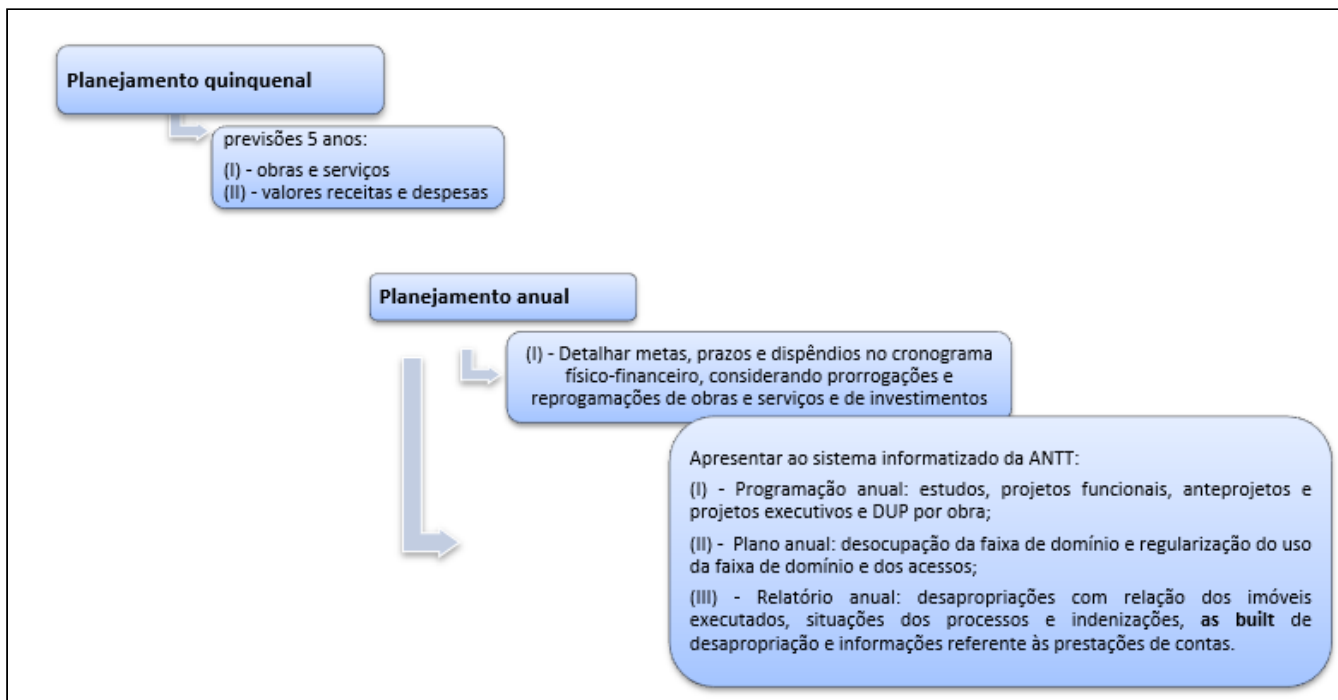 Planejamento quinquenal
previsões 5 anos:
(I) - obras e serviços
(II) - valores receitas e despesas
Planejamento anual
(I) - Detalhar metas, prazos e dispêndios no cronograma
físico-financeiro, considerando prorrogações e
reprogamações de obras e serviços e de investimentos
Apresentar ao sistema informatizado da ANTT:
(I) - Programação anual: estudos, projetos funcionais, anteprojetos e
projetos executivos e DUP por obra;
(II) - Plano anual: desocupação da faixa de domínio e regularização do uso
da faixa de domínio e dos acessos;
(III) - Relatório anual: desapropriações com relação dos imóveis
executados, situações dos processos e indenizações, as built de
desapropriação e informações referente às prestações de contas.